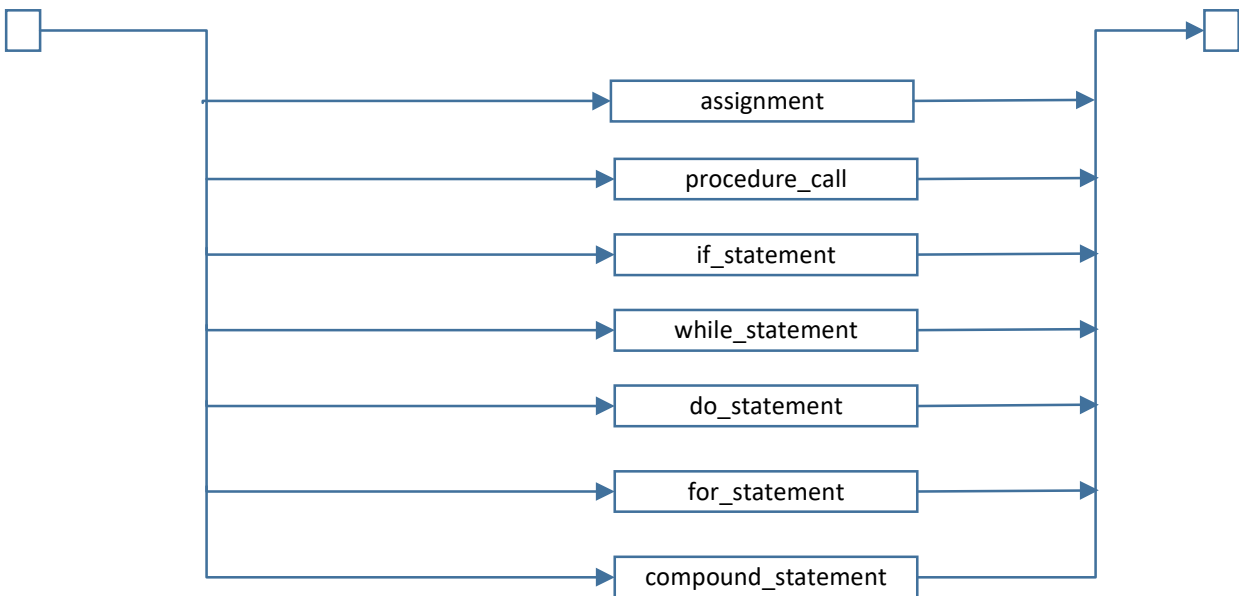 assignment
procedure_call
if_statement
while_statement
do_statement
for_statement
compound_statement